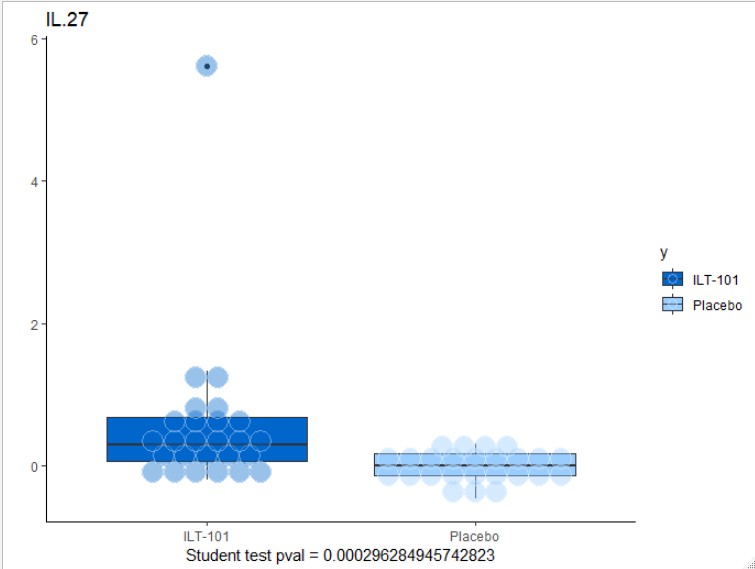 IL.27
6
4
2
0
y
ILT-101
Placebo
ILT-101
Placebo
Student test pval = 0.000296284945742823